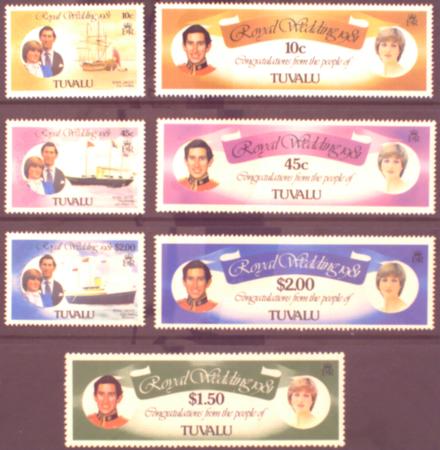 Royal Wedding 1981
10c
TUVALU
Royal Wedding 1981
10c
Congratulations from the people of
TUVALU
Royal Wedding 1981
45c
TUVALU
Royal Wedding 1981
45c
Congratulations from the people of
TUVALU
Royal Wedding 1981
$2.00
TUVALU
Royal Wedding 1981
$2.00
Congratulations from the people of
TUVALU
Royal Wedding 1981
$1.50
Congratulations from the people of
TUVALU